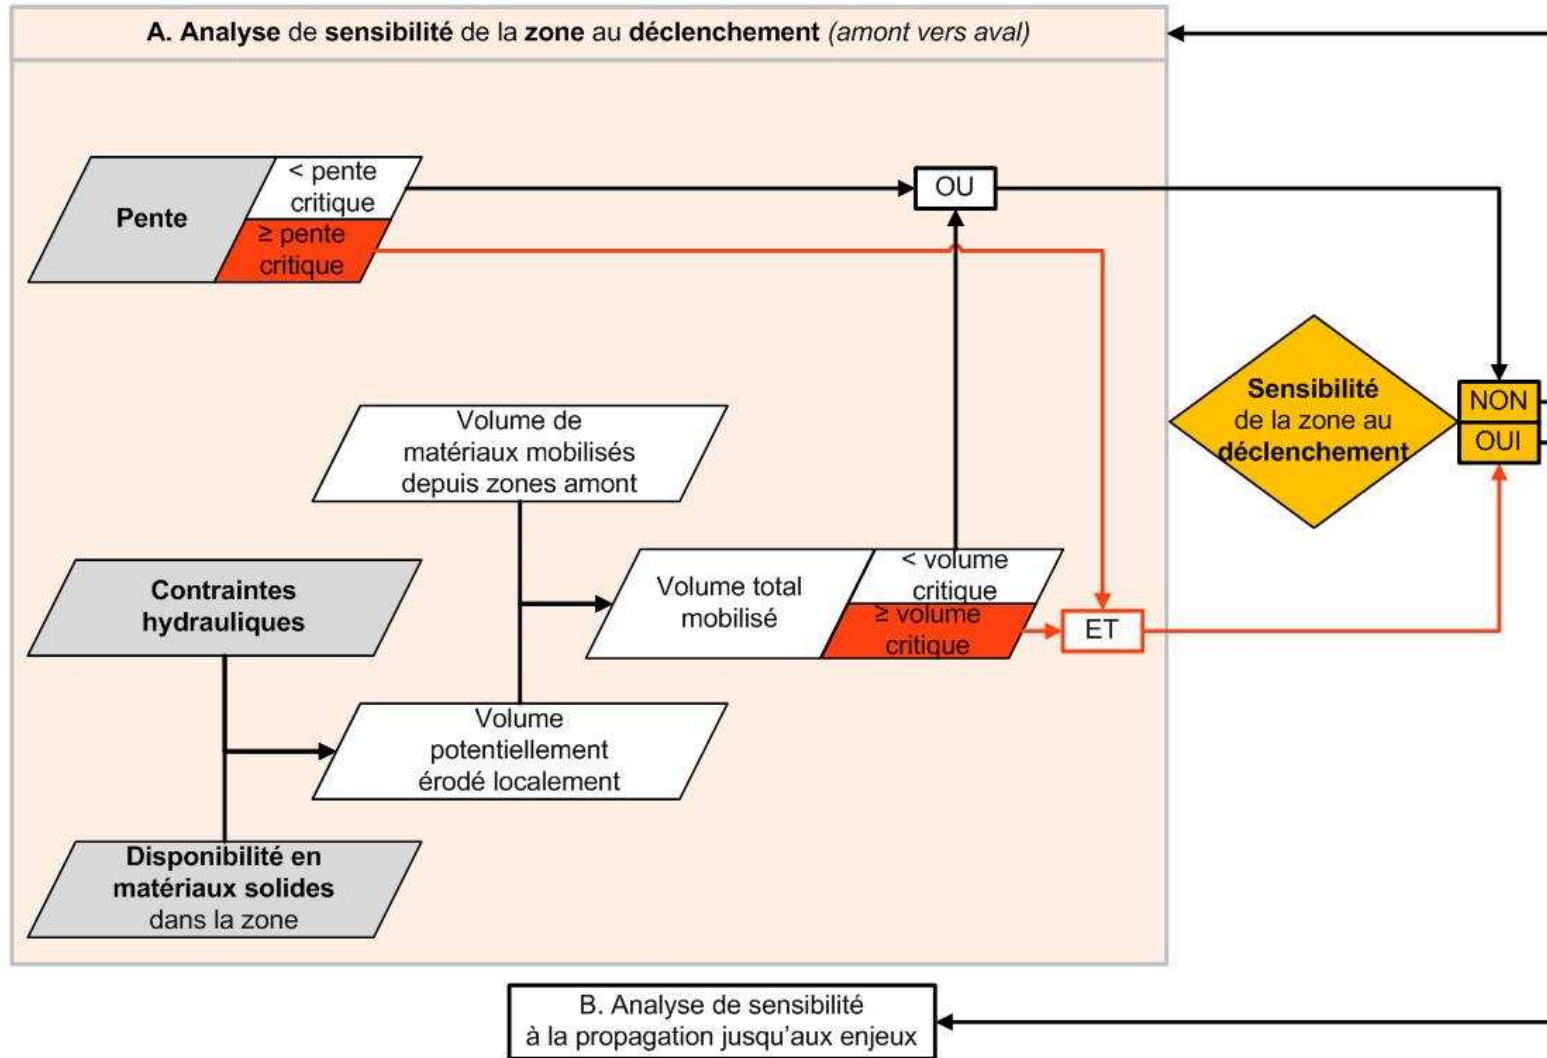 A. Analyse de sensibilité de la zone au déclenchement (amont vers aval)
Pente
< pente
critique
≥ pente
critique
OU
Sensibilité
de la zone au
déclenchement
NON
OUI
Volume de
matériaux mobilisés
depuis zones amont
Contraintes
hydrauliques
Volume total
mobilisé
< volume
critique
≥ volume
critique
ET
Volume
potentiellement
érodé localement
Disponibilité en
matériaux solides
dans la zone
B. Analyse de sensibilité
à la propagation jusqu'aux enjeux